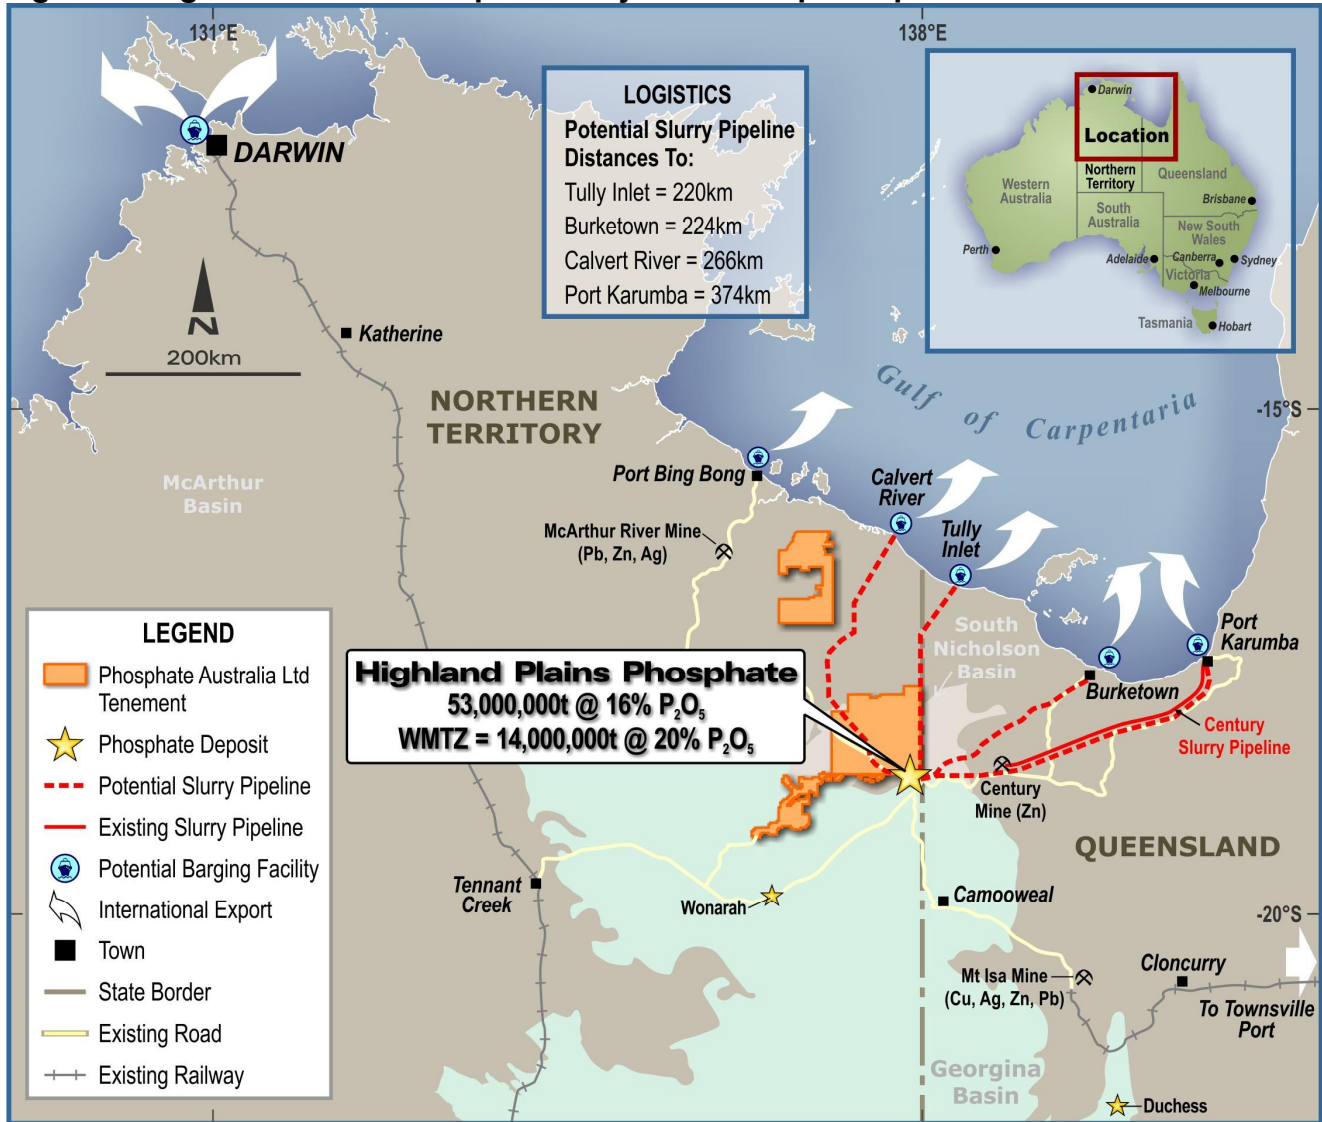 131°E
138°E
DARWIN
LOGISTICS
Potential Slurry Pipeline
Distances To:
Tully Inlet = 220km
Burketown = 224km
Calvert River = 266km
Port Karumba = 374km
Darwin
Location
Northern
Territory
Western
Australia
Queensland
South
Australia
Brisbane
New South
Wales
Perth
Adelaide
Canberra
Sydney
Victoria
Melbourne
Tasmania
Hobart
N
200km
Katherine
NORTHERN
TERRITORY
Gulf of Carpentaria
-15°S
McArthur
Basin
Port Bing Bong
Calvert
River
McArthur River Mine
(Pb, Zn, Ag)
Tully
Inlet
South
Nicholson
Basin
Port
Karumba
Burketown
Century
Slurry Pipeline
Highland Plains Phosphate
53,000,000t @ 16% P₂O₅
WMTZ = 14,000,000t @ 20% P₂O₅
Century
Mine (Zn)
QUEENSLAND
LEGEND
Phosphate Australia Ltd
Tenement
Phosphate Deposit
Potential Slurry Pipeline
Existing Slurry Pipeline
Potential Barging Facility
International Export
Town
State Border
Existing Road
Existing Railway
Tennant
Creek
Wonarah
Camooweal
-20°S
Mt Isa Mine
(Cu, Ag, Zn, Pb)
Cloncurry
To Townsville
Port
Georgina
Basin
Duchess